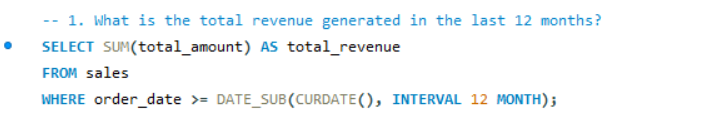 -- 1. What is the total revenue generated in the last 12 months?
SELECT SUM(total_amount) AS total_revenue
FROM sales
WHERE order_date >= DATE_SUB(CURDATE(), INTERVAL 12 MONTH);